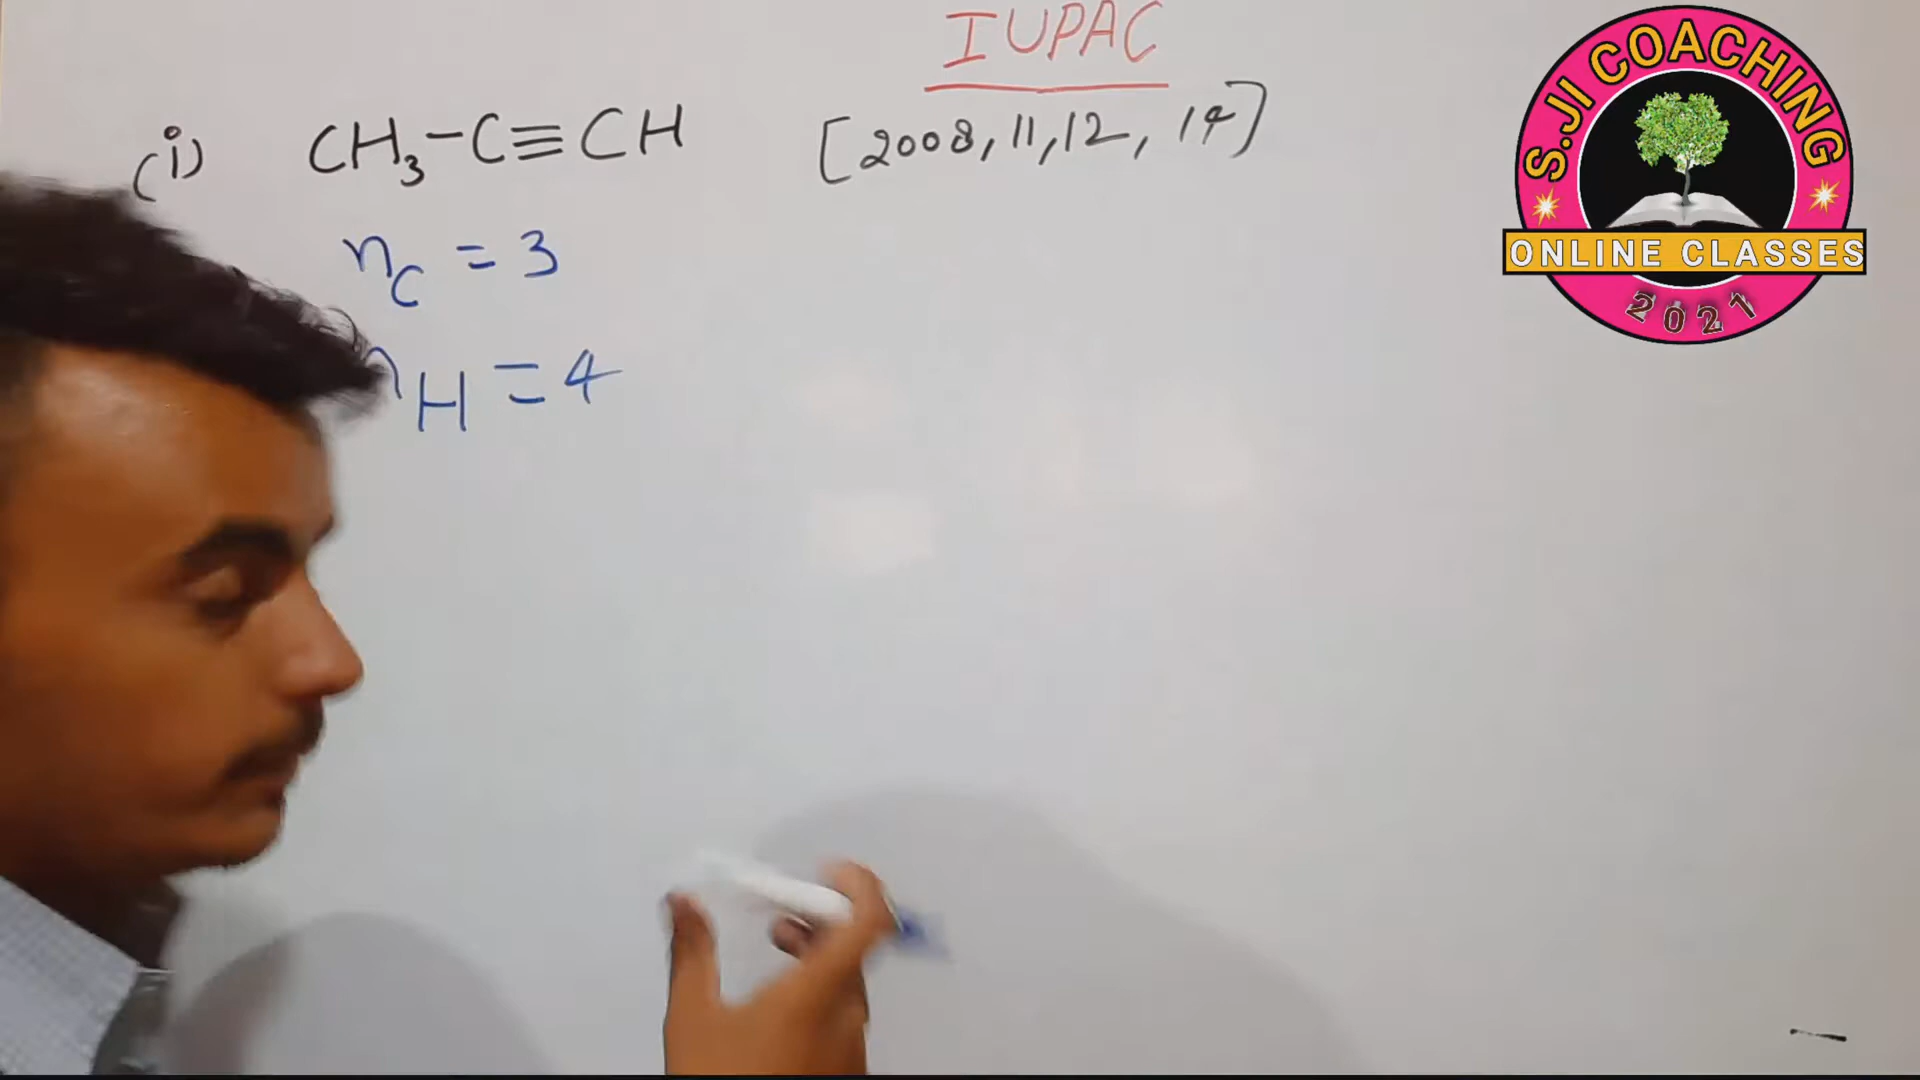 IUPAC
(i) CH₃-C≡CH [2008, 11, 12, 14]
n_C = 3
n_H = 4
S.JI COACHING
ONLINE CLASSES
2021